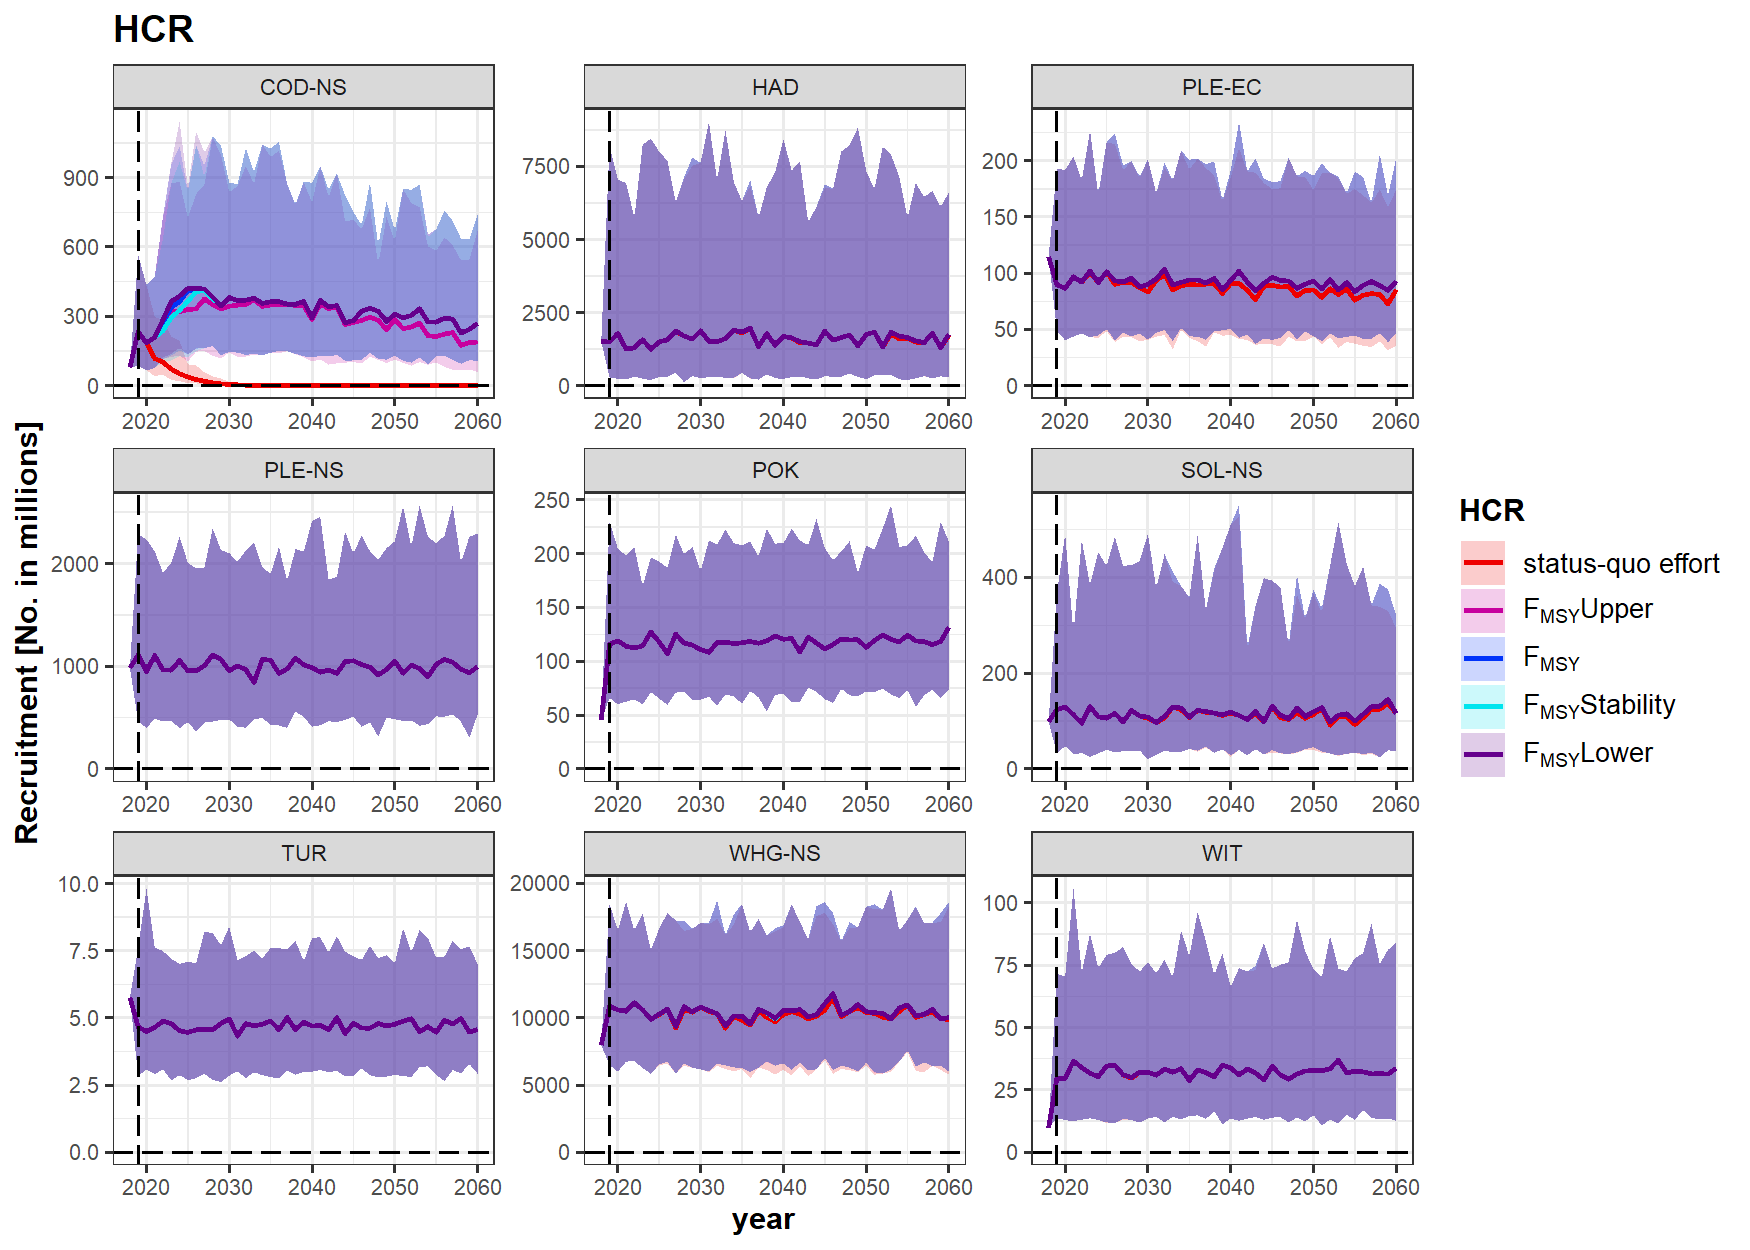 HCR
COD-NS
HAD
PLE-EC
900
600
300
0
7500
5000
2500
0
200
150
100
50
0
2020 2030 2040 2050 2060
2020 2030 2040 2050 2060
2020 2030 2040 2050 2060
PLE-NS
POK
SOL-NS
2000
1000
0
250
200
150
100
50
0
400
200
0
2020 2030 2040 2050 2060
2020 2030 2040 2050 2060
2020 2030 2040 2050 2060
TUR
WHG-NS
WIT
10.0
7.5
5.0
2.5
0.0
20000
15000
10000
5000
0
100
75
50
25
0
2020 2030 2040 2050 2060
2020 2030 2040 2050 2060
2020 2030 2040 2050 2060
year
Recruitment [No. in millions]
HCR
status-quo effort
FMSYUpper
FMSY
FMSYStability
FMSYLower